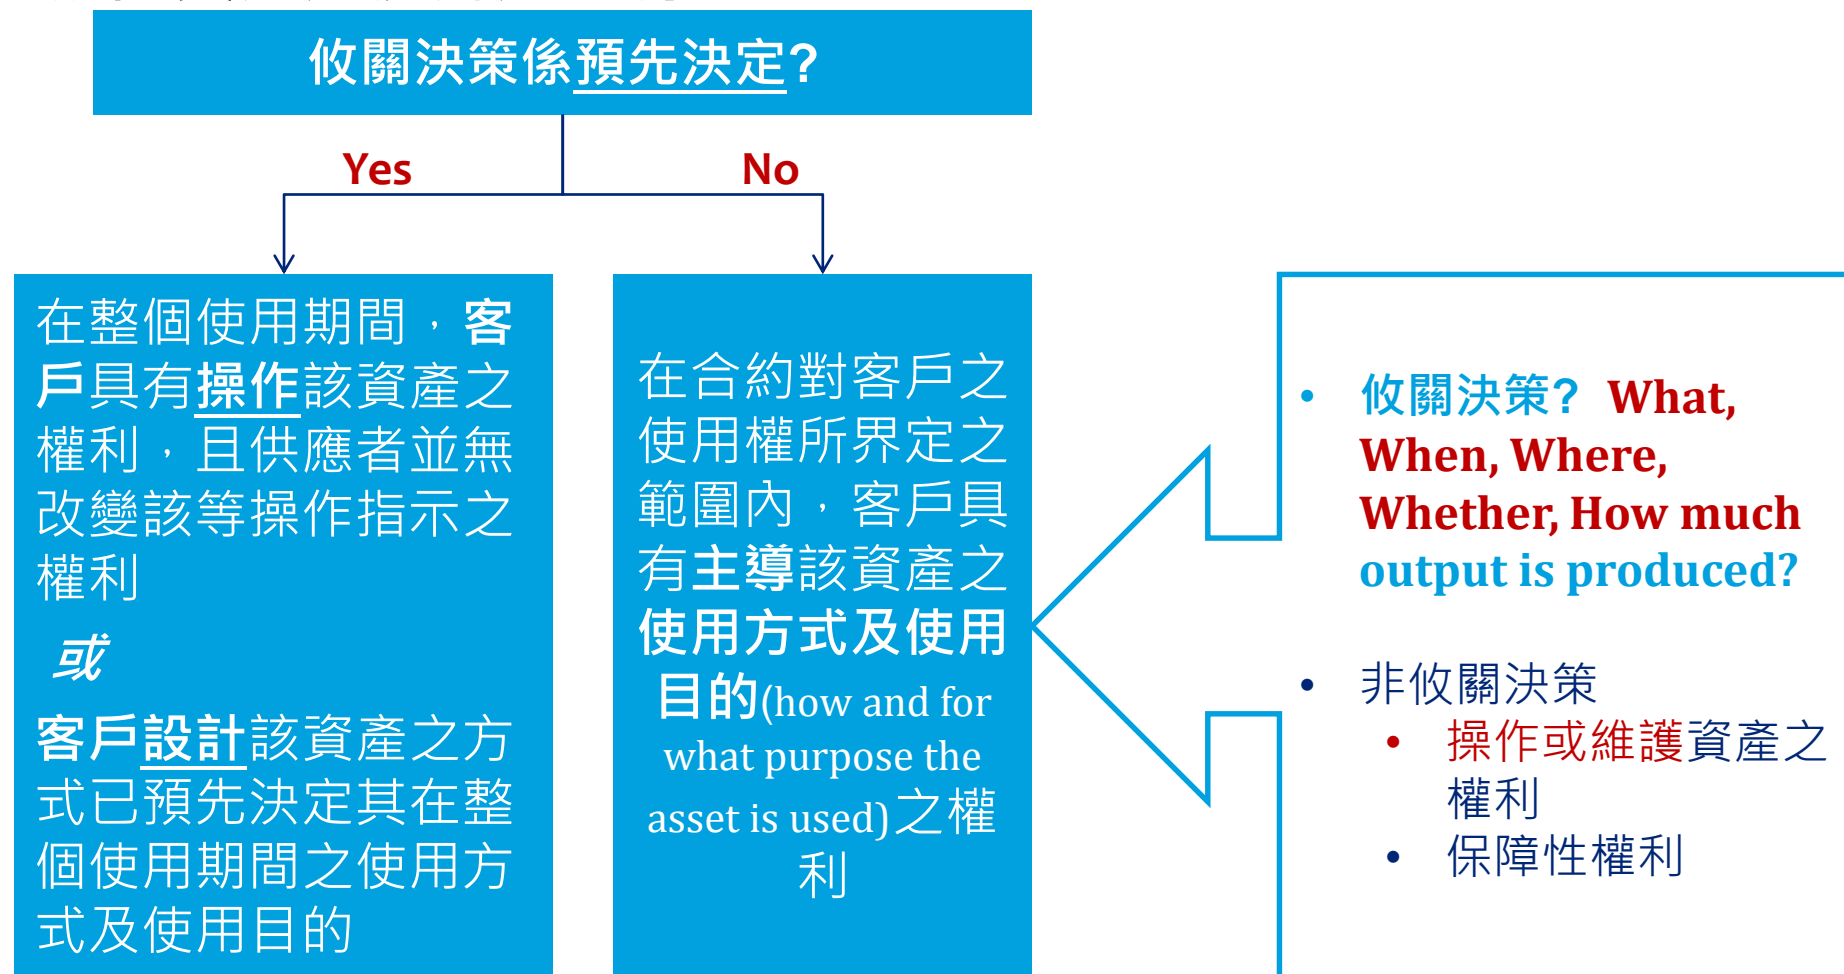 攸關決策係預先決定?
Yes
No
在整個使用期間，客
戶具有操作該資產之
權利，且供應者並無
改變該等操作指示之
權利
或
客戶設計該資產之方
式已預先決定其在整
個使用期間之使用方
式及使用目的
在合約對客戶之
使用權所界定之
範圍內，客戶具
有主導該資產之
使用方式及使用
目的(how and for
what purpose the
asset is used)之權
利
• 攸關決策? What,
When, Where,
Whether, How much
output is produced?
• 非攸關決策
• 操作或維護資產之
權利
• 保障性權利